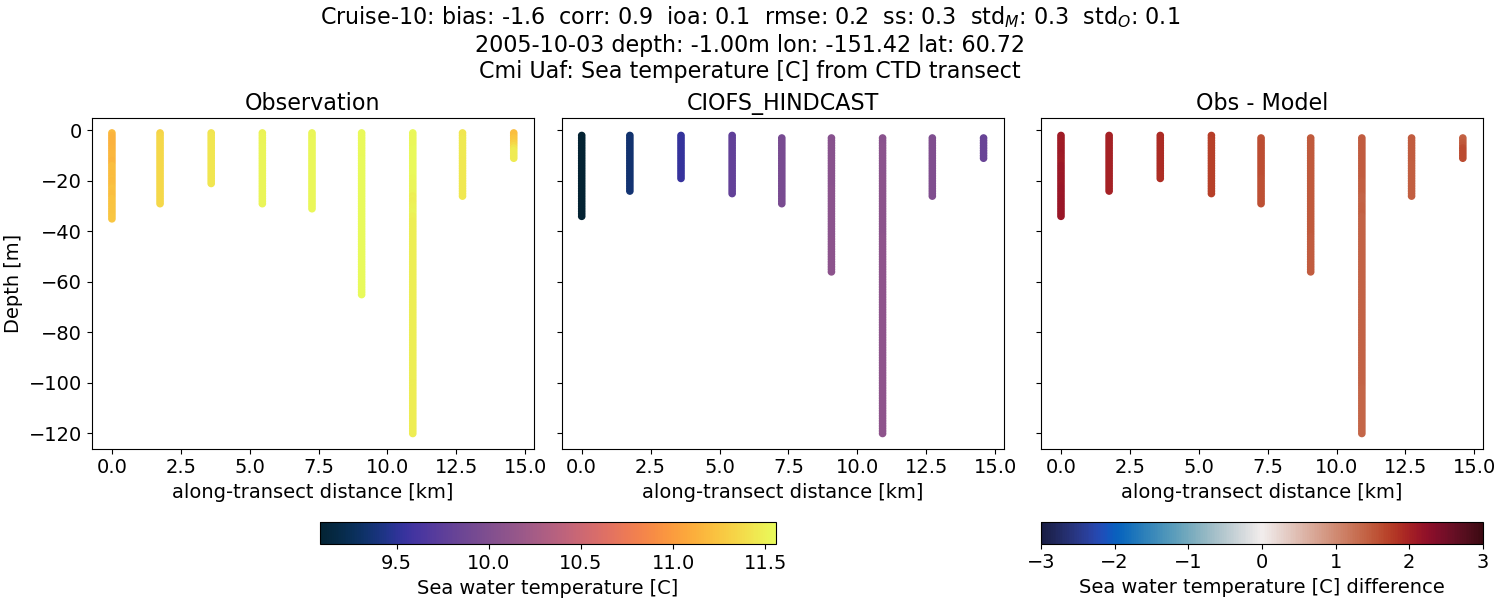 Cruise-10: bias: -1.6 corr: 0.9 ioa: 0.1 rmse: 0.2 ss: 0.3 std_M: 0.3 std_O: 0.1
2005-10-03 depth: -1.00m lon: -151.42 lat: 60.72
Cmi Uaf: Sea temperature [C] from CTD transect
Observation
CIOFS_HINDCAST
Obs - Model
Depth [m]
0
−20
−40
−60
−80
−100
−120
0.0 2.5 5.0 7.5 10.0 12.5 15.0
0.0 2.5 5.0 7.5 10.0 12.5 15.0
0.0 2.5 5.0 7.5 10.0 12.5 15.0
along-transect distance [km]
along-transect distance [km]
along-transect distance [km]
9.5 10.0 10.5 11.0 11.5
Sea water temperature [C]
−3 −2 −1 0 1 2 3
Sea water temperature [C] difference